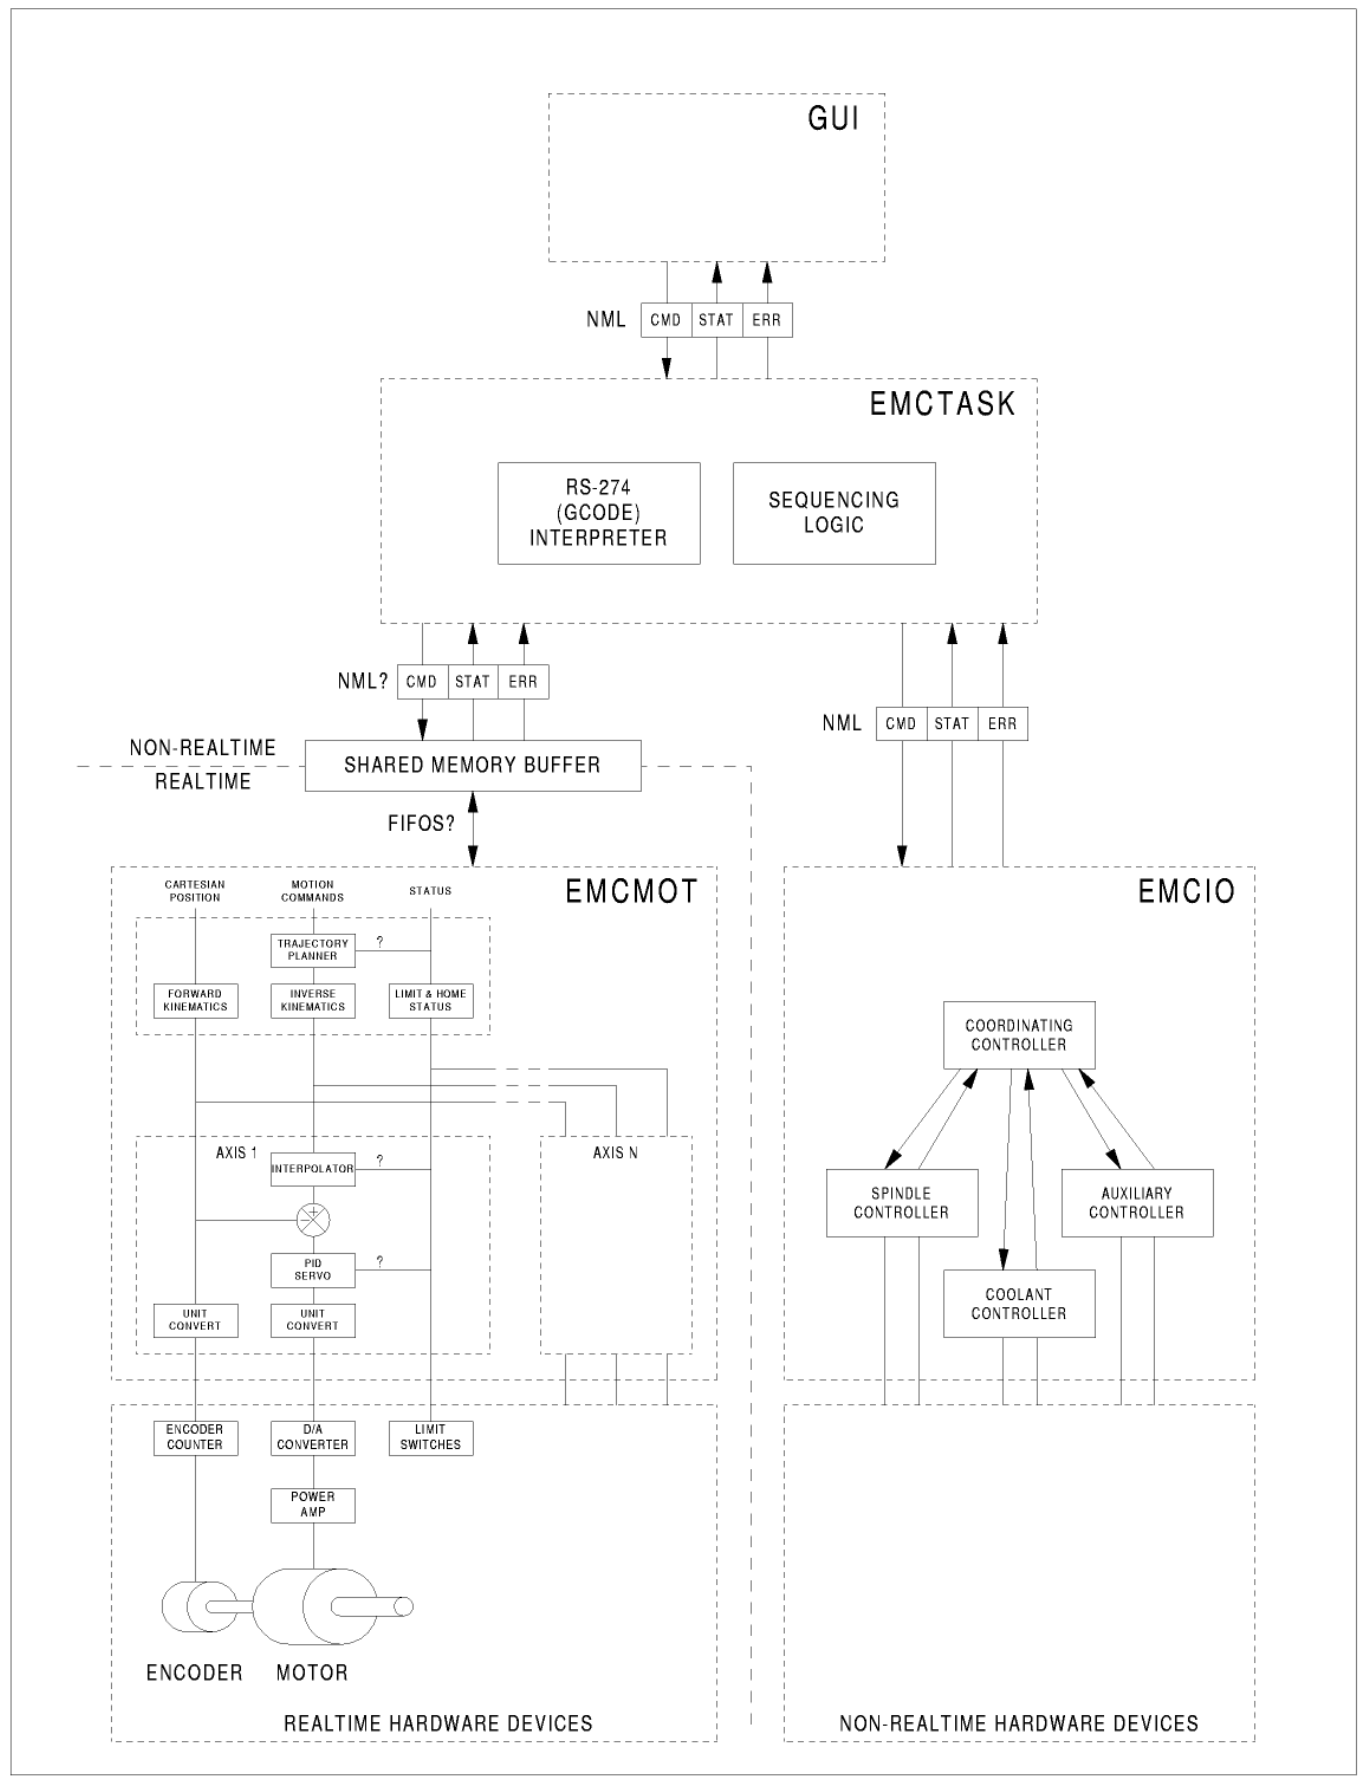 GUI
NML
CMD
STAT
ERR
EMCTASK
RS-274
(GCODE)
INTERPRETER
SEQUENCING
LOGIC
NML?
CMD
STAT
ERR
NML
CMD
STAT
ERR
NON-REALTIME
REALTIME
SHARED MEMORY BUFFER
FIFOS?
EMCMOT
CARTESIAN
POSITION
MOTION
COMMANDS
STATUS
TRAJECTORY
PLANNER
?
FORWARD
KINEMATICS
INVERSE
KINEMATICS
LIMIT & HOME
STATUS
AXIS 1
INTERPOLATOR
?
+
−
PID
SERVO
?
UNIT
CONVERT
UNIT
CONVERT
AXIS N
EMCIO
COORDINATING
CONTROLLER
SPINDLE
CONTROLLER
AUXILIARY
CONTROLLER
COOLANT
CONTROLLER
ENCODER
COUNTER
D/A
CONVERTER
LIMIT
SWITCHES
POWER
AMP
ENCODER
MOTOR
REALTIME HARDWARE DEVICES
NON-REALTIME HARDWARE DEVICES